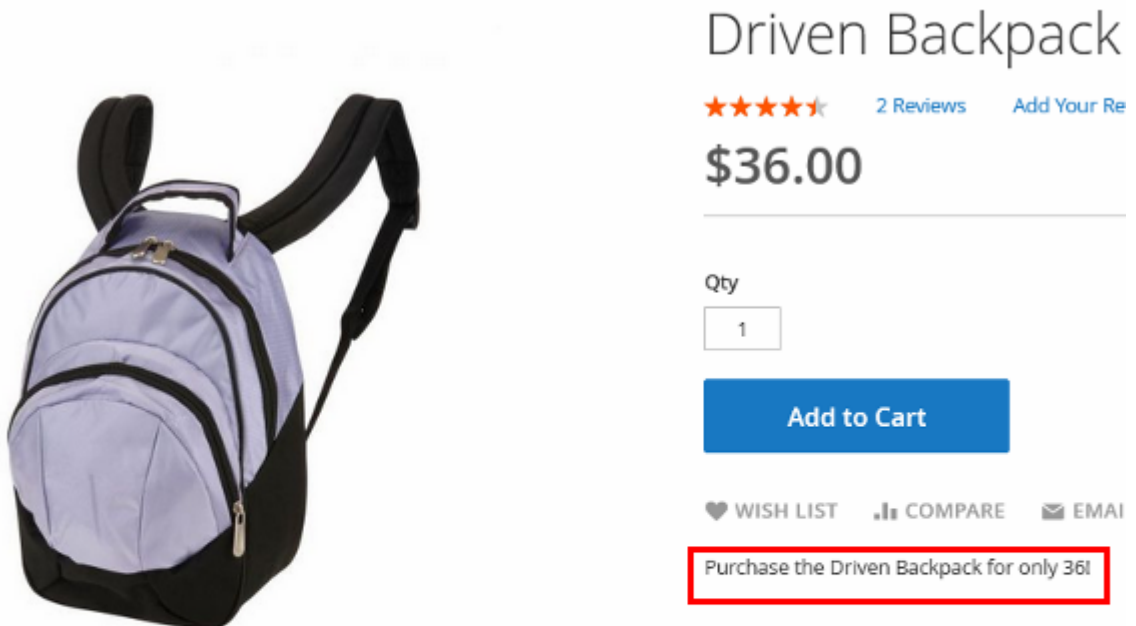 Driven Backpack
2 Reviews Add Your Re
$36.00
Qty
1
Add to Cart
WISH LIST COMPARE EMAI
Purchase the Driven Backpack for only 36!